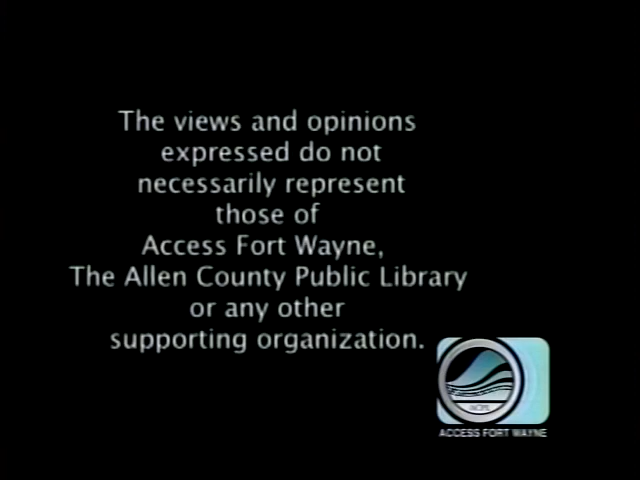 The views and opinions
expressed do not
necessarily represent
those of
Access Fort Wayne,
The Allen County Public Library
or any other
supporting organization.
ACPL
ACCESS FORT WAYNE